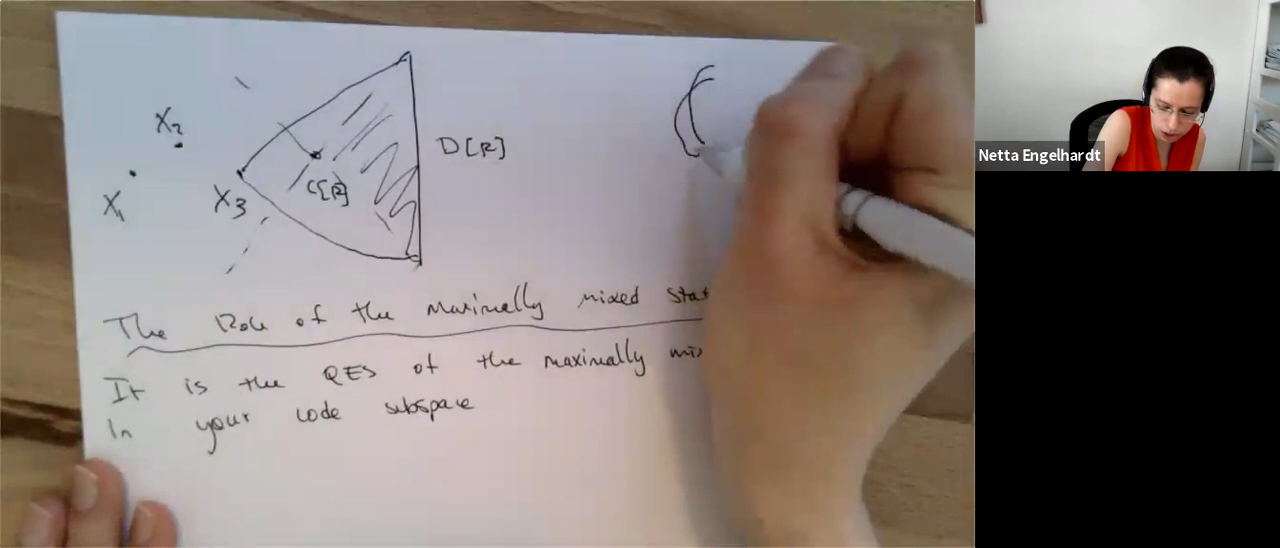 X₂
X₁
X₃
C[R]
D[R]
The Role of the maximally mixed
It is the QES of the maximally
in your code subspace
Netta Engelhardt